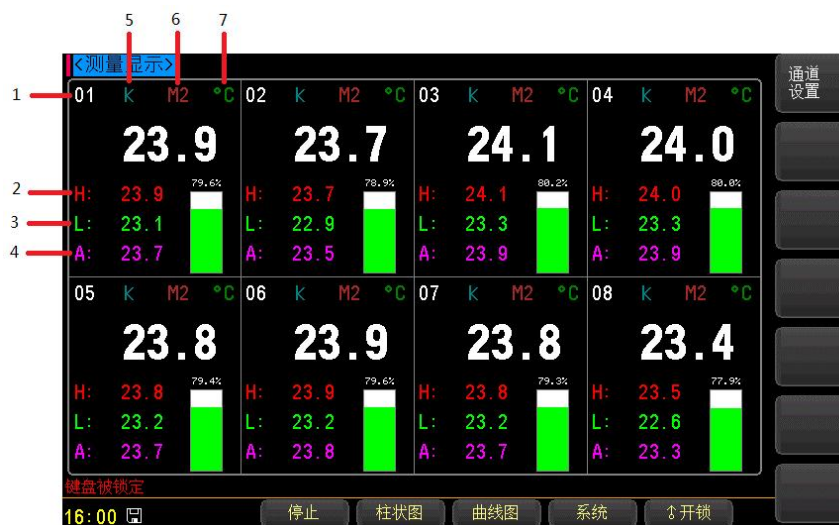 5 6 7
<测量显示>
通道
设置
1
01 K M2 °C 02 K M2 °C 03 K M2 °C 04 K M2 °C
23.9 23.7 24.1 24.0
79.6% 78.9% 80.2% 80.0%
2 H: 23.9 H: 23.7 H: 24.1 H: 24.0
3 L: 23.1 L: 22.9 L: 23.3 L: 23.3
4 A: 23.7 A: 23.5 A: 23.9 A: 23.9
05 K M2 °C 06 K M2 °C 07 K M2 °C 08 K M2 °C
23.8 23.9 23.8 23.4
79.4% 79.6% 79.3% 77.9%
H: 23.8 H: 23.9 H: 23.8 H: 23.5
L: 23.2 L: 23.2 L: 23.2 L: 22.6
A: 23.7 A: 23.8 A: 23.7 A: 23.3
键盘被锁定
16:00 停止 柱状图 曲线图 系统 ⇧开锁